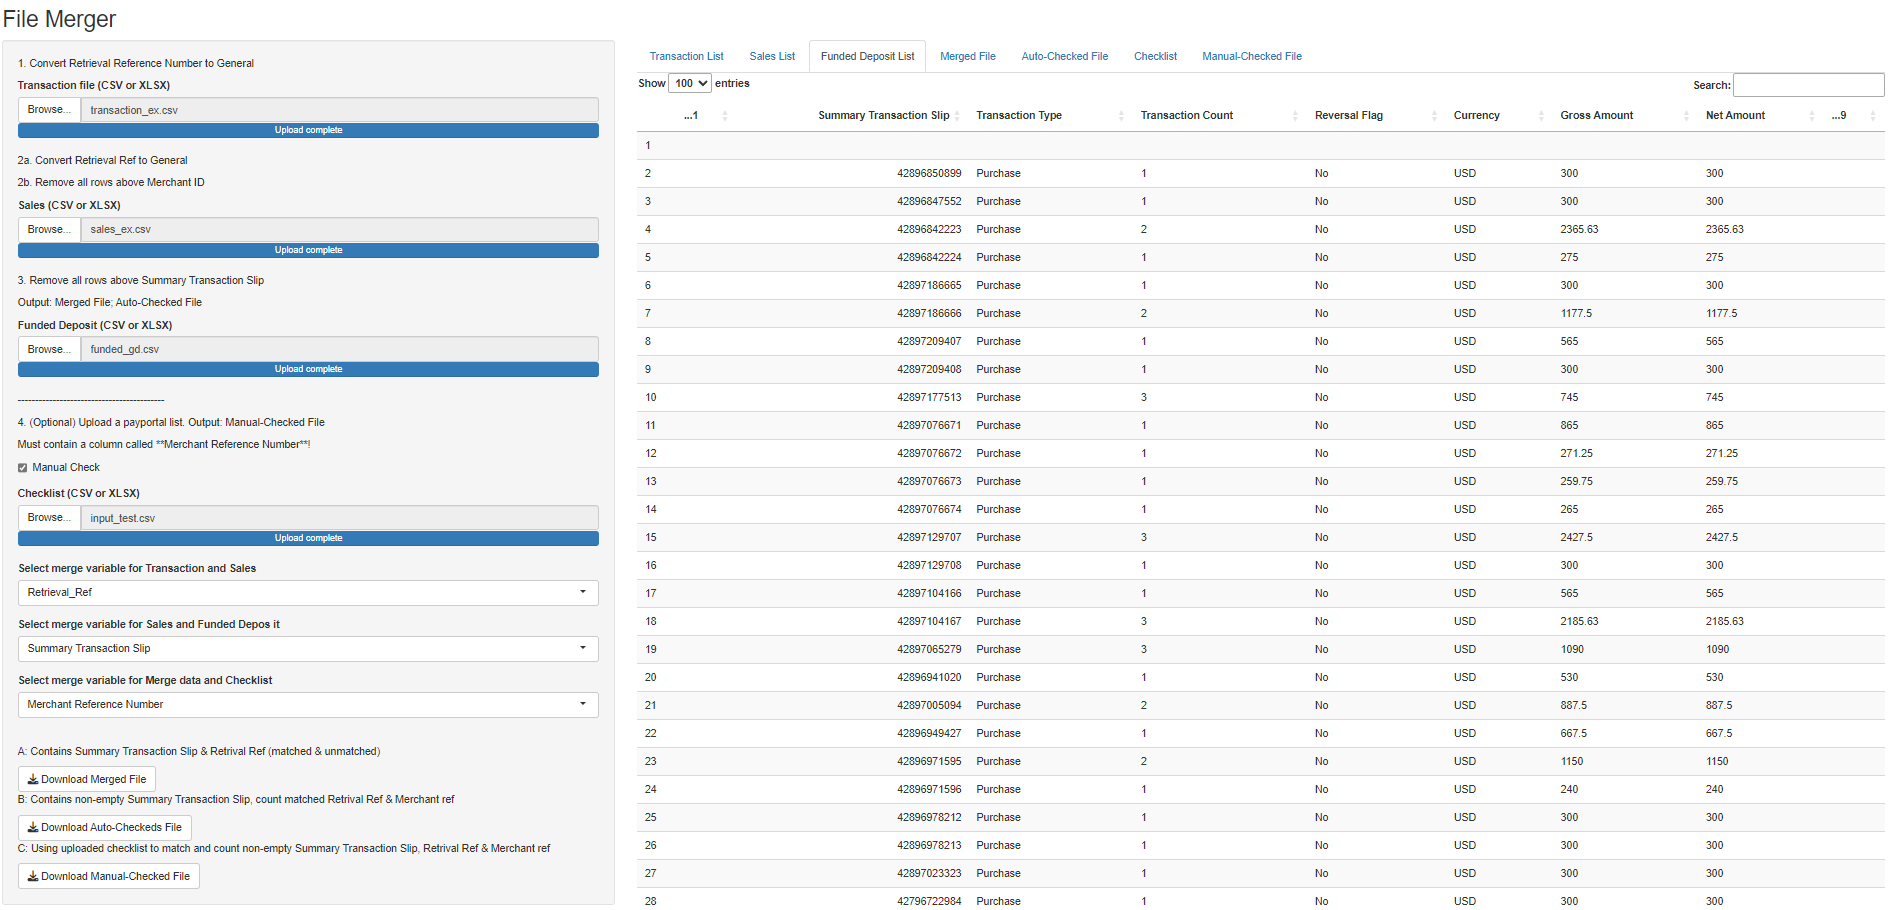 File Merger
1. Convert Retrieval Reference Number to General
Transaction file (CSV or XLSX)
Browse... transaction_ex.csv
Upload complete
2a. Convert Retrieval Ref to General
2b. Remove all rows above Merchant ID
Sales (CSV or XLSX)
Browse... sales_ex.csv
Upload complete
3. Remove all rows above Summary Transaction Slip
Output: Merged File; Auto-Checked File
Funded Deposit (CSV or XLSX)
Browse... funded_gd.csv
Upload complete
------------------------------------------
4. (Optional) Upload a payportal list. Output: Manual-Checked File
Must contain a column called **Merchant Reference Number**!
Manual Check
Checklist (CSV or XLSX)
Browse... input_test.csv
Upload complete
Select merge variable for Transaction and Sales
Retrieval_Ref
Select merge variable for Sales and Funded Depos it
Summary Transaction Slip
Select merge variable for Merge data and Checklist
Merchant Reference Number
A: Contains Summary Transaction Slip & Retrival Ref (matched & unmatched)
Download Merged File
B: Contains non-empty Summary Transaction Slip, count matched Retrival Ref & Merchant ref
Download Auto-Checkeds File
C: Using uploaded checklist to match and count non-empty Summary Transaction Slip, Retrival Ref & Merchant ref
Download Manual-Checked File
Transaction List Sales List Funded Deposit List Merged File Auto-Checked File Checklist Manual-Checked File
Show 100 entries Search:
...1 Summary Transaction Slip Transaction Type Transaction Count Reversal Flag Currency Gross Amount Net Amount ...9
1
2 42896850899 Purchase 1 No USD 300 300
3 42896847552 Purchase 1 No USD 300 300
4 42896842223 Purchase 2 No USD 2365.63 2365.63
5 42896842224 Purchase 1 No USD 275 275
6 42897186665 Purchase 1 No USD 300 300
7 42897186666 Purchase 2 No USD 1177.5 1177.5
8 42897209407 Purchase 1 No USD 565 565
9 42897209408 Purchase 1 No USD 300 300
10 42897177513 Purchase 3 No USD 745 745
11 42897076671 Purchase 1 No USD 865 865
12 42897076672 Purchase 1 No USD 271.25 271.25
13 42897076673 Purchase 1 No USD 259.75 259.75
14 42897076674 Purchase 1 No USD 265 265
15 42897129707 Purchase 3 No USD 2427.5 2427.5
16 42897129708 Purchase 1 No USD 300 300
17 42897104166 Purchase 1 No USD 565 565
18 42897104167 Purchase 3 No USD 2185.63 2185.63
19 42897065279 Purchase 3 No USD 1090 1090
20 42896941020 Purchase 1 No USD 530 530
21 42897005094 Purchase 2 No USD 887.5 887.5
22 42896949427 Purchase 1 No USD 667.5 667.5
23 42896971595 Purchase 2 No USD 1150 1150
24 42896971596 Purchase 1 No USD 240 240
25 42896978212 Purchase 1 No USD 300 300
26 42896978213 Purchase 1 No USD 300 300
27 42897023323 Purchase 1 No USD 300 300
28 42796722984 Purchase 1 No USD 300 300